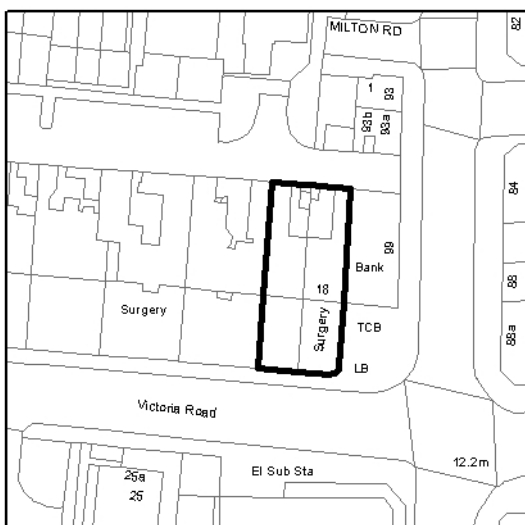 MILTON RD
82
1
93
93b
93a
84
99
Bank
88
18
Surgery
Surgery
TCB
88a
LB
Victoria Road
El Sub Sta
12.2m
25a
25